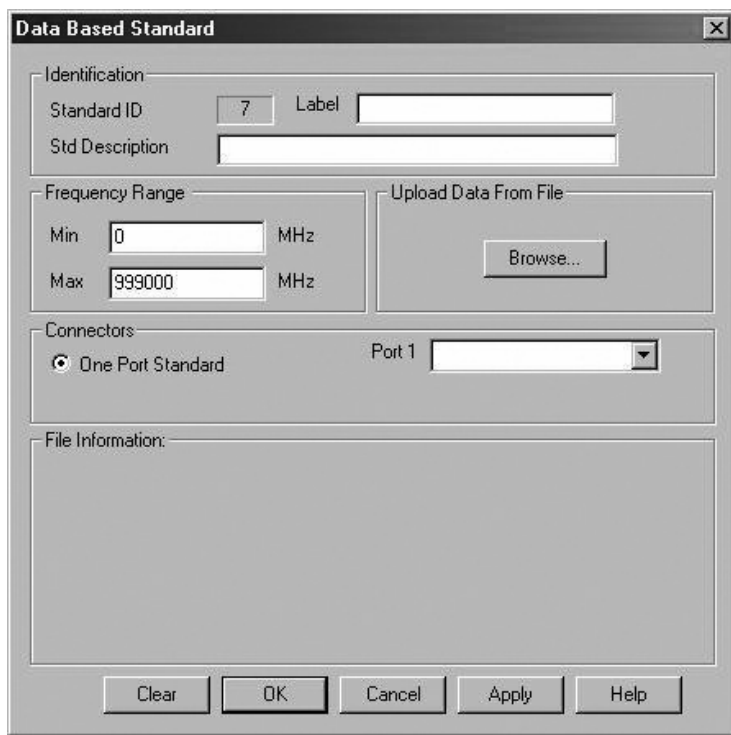 Data Based Standard
Identification
Standard ID 7 Label
Std Description
Frequency Range
Min 0 MHz
Max 999000 MHz
Upload Data From File
Browse...
Connectors
One Port Standard Port 1
File Information:
Clear OK Cancel Apply Help